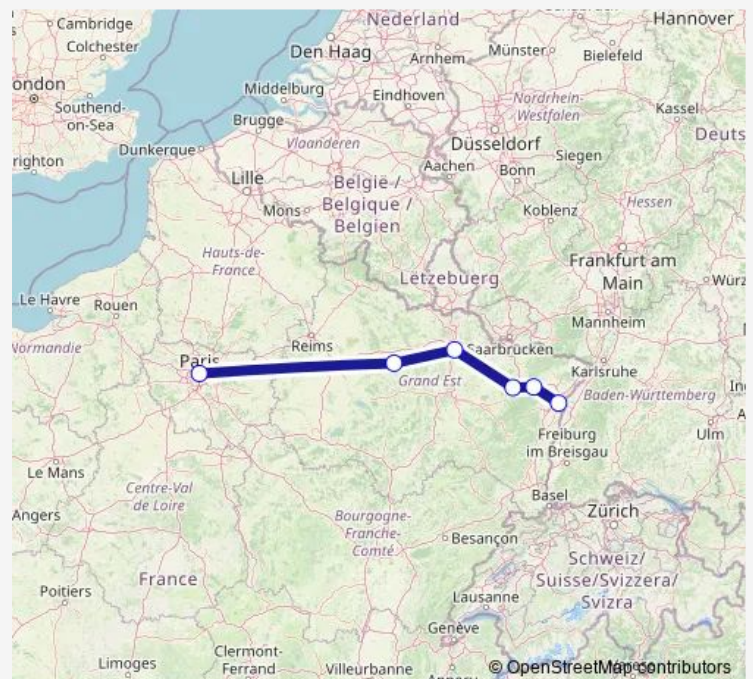 Cambridge
Colchester
ondon
Southend-
on-Sea
righton
Dunkerque
Nederland
Den Haag
Arnhem
Middelburg
Eindhoven
Brugge
Vlaanderen
Hannover
Münster
Bielefeld
Nordrhein-
Westfalen
Kassel
Düsseldorf
Deuts
Aachen
Siegen
Bonn
Lille
Mons
België /
Belgique /
Belgien
Koblenz
Hessen
Hauts-de-
France
Lëtzebuerg
Frankfurt am
Main
Würz
Le Havre
Rouen
Mannheim
Normandie
Reims
Saarbrücken
Paris
Grand Est
Karlsruhe
Baden-Württemberg
In
A
Freiburg
im Breisgau
Ulm
Le Mans
Centre-Val
de Loire
Angers
Bourgogne-
Franche-
Comté
Besançon
Basel
Zürich
Schweiz/
Suisse/Svizzera/
Svizra
France
Poitiers
Lausanne
Genève
Limoges
Clermont-
Ferrand
Villeurbanne
© OpenStreetMap contributors